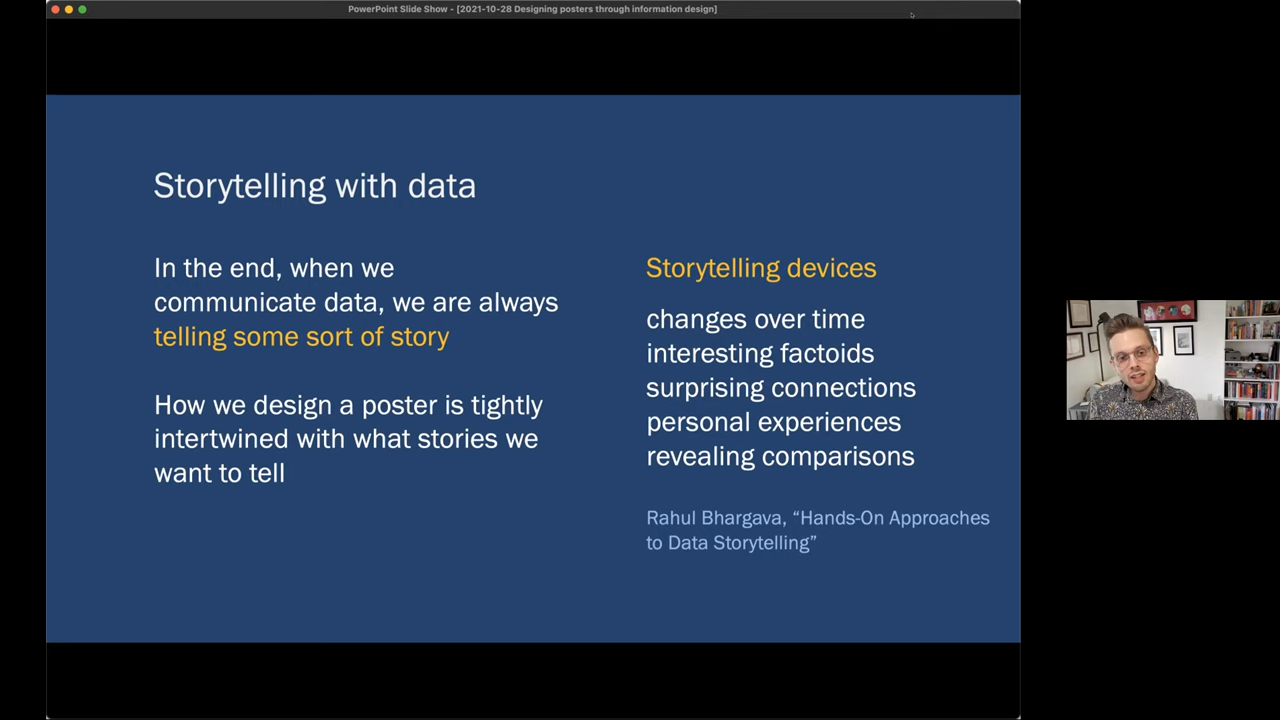 PowerPoint Slide Show - [2021-10-28 Designing posters through information design]
Storytelling with data
In the end, when we
communicate data, we are always
telling some sort of story
How we design a poster is tightly
intertwined with what stories we
want to tell
Storytelling devices
changes over time
interesting factoids
surprising connections
personal experiences
revealing comparisons
Rahul Bhargava, “Hands-On Approaches
to Data Storytelling”